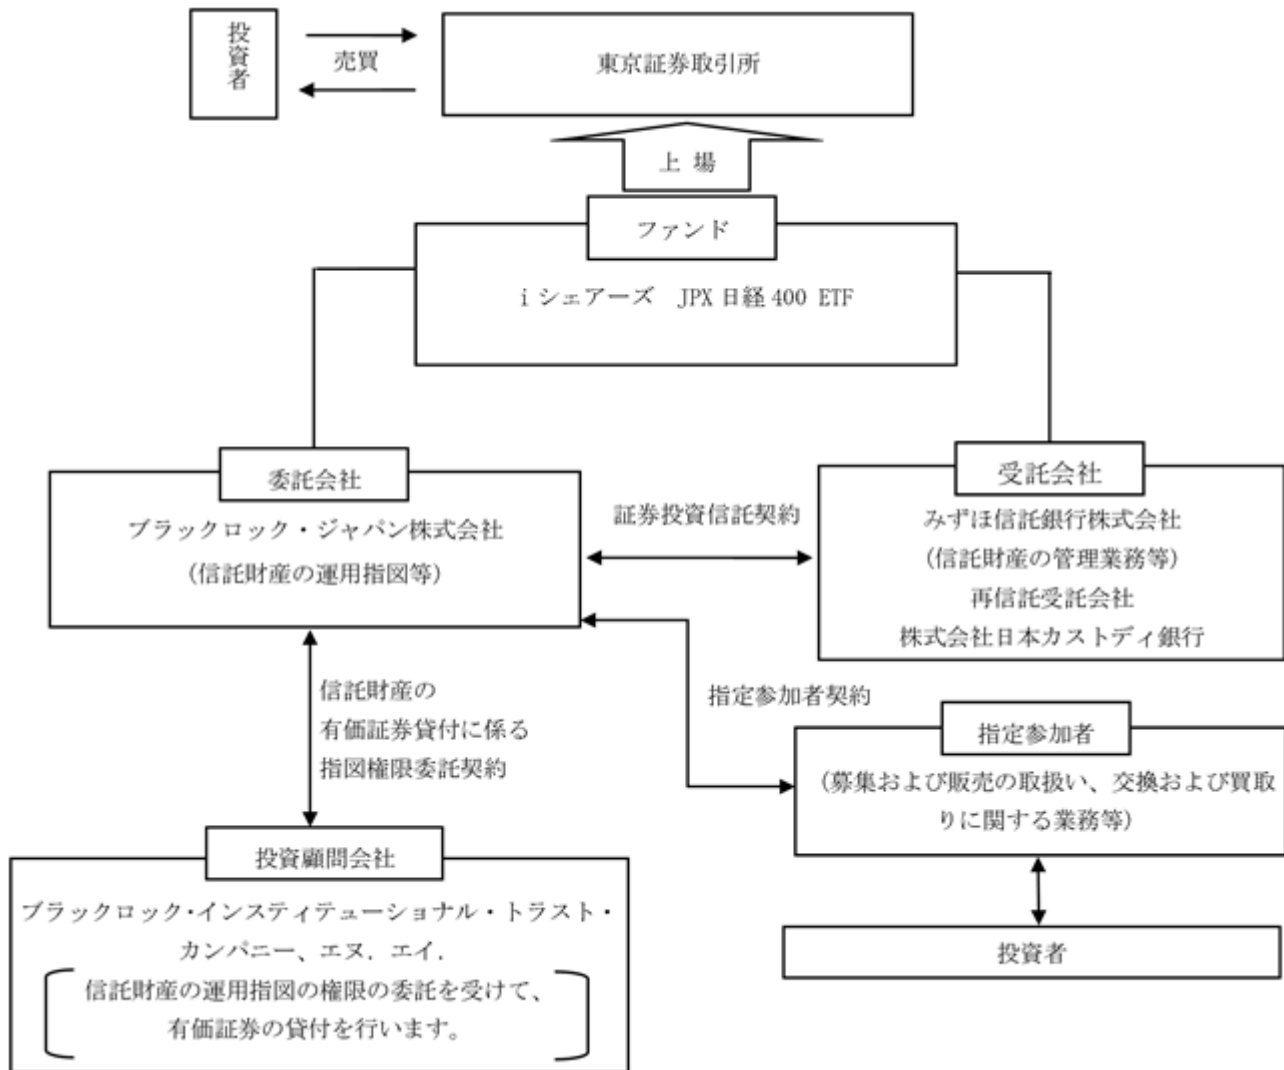 投資者
売買
東京証券取引所
上 場
ファンド
i シェアーズ　JPX 日経 400 ETF
委託会社
ブラックロック・ジャパン株式会社
(信託財産の運用指図等)
証券投資信託契約
受託会社
みずほ信託銀行株式会社
(信託財産の管理業務等)
再信託受託会社
株式会社日本カストディ銀行
信託財産の
有価証券貸付に係る
指図権限委託契約
指定参加者契約
指定参加者
(募集および販売の取扱い、交換および買取
りに関する業務等)
投資顧問会社
ブラックロック・インスティテューショナル・トラスト・
カンパニー、エヌ．エイ．
信託財産の運用指図の権限の委託を受けて、
有価証券の貸付を行います。
投資者